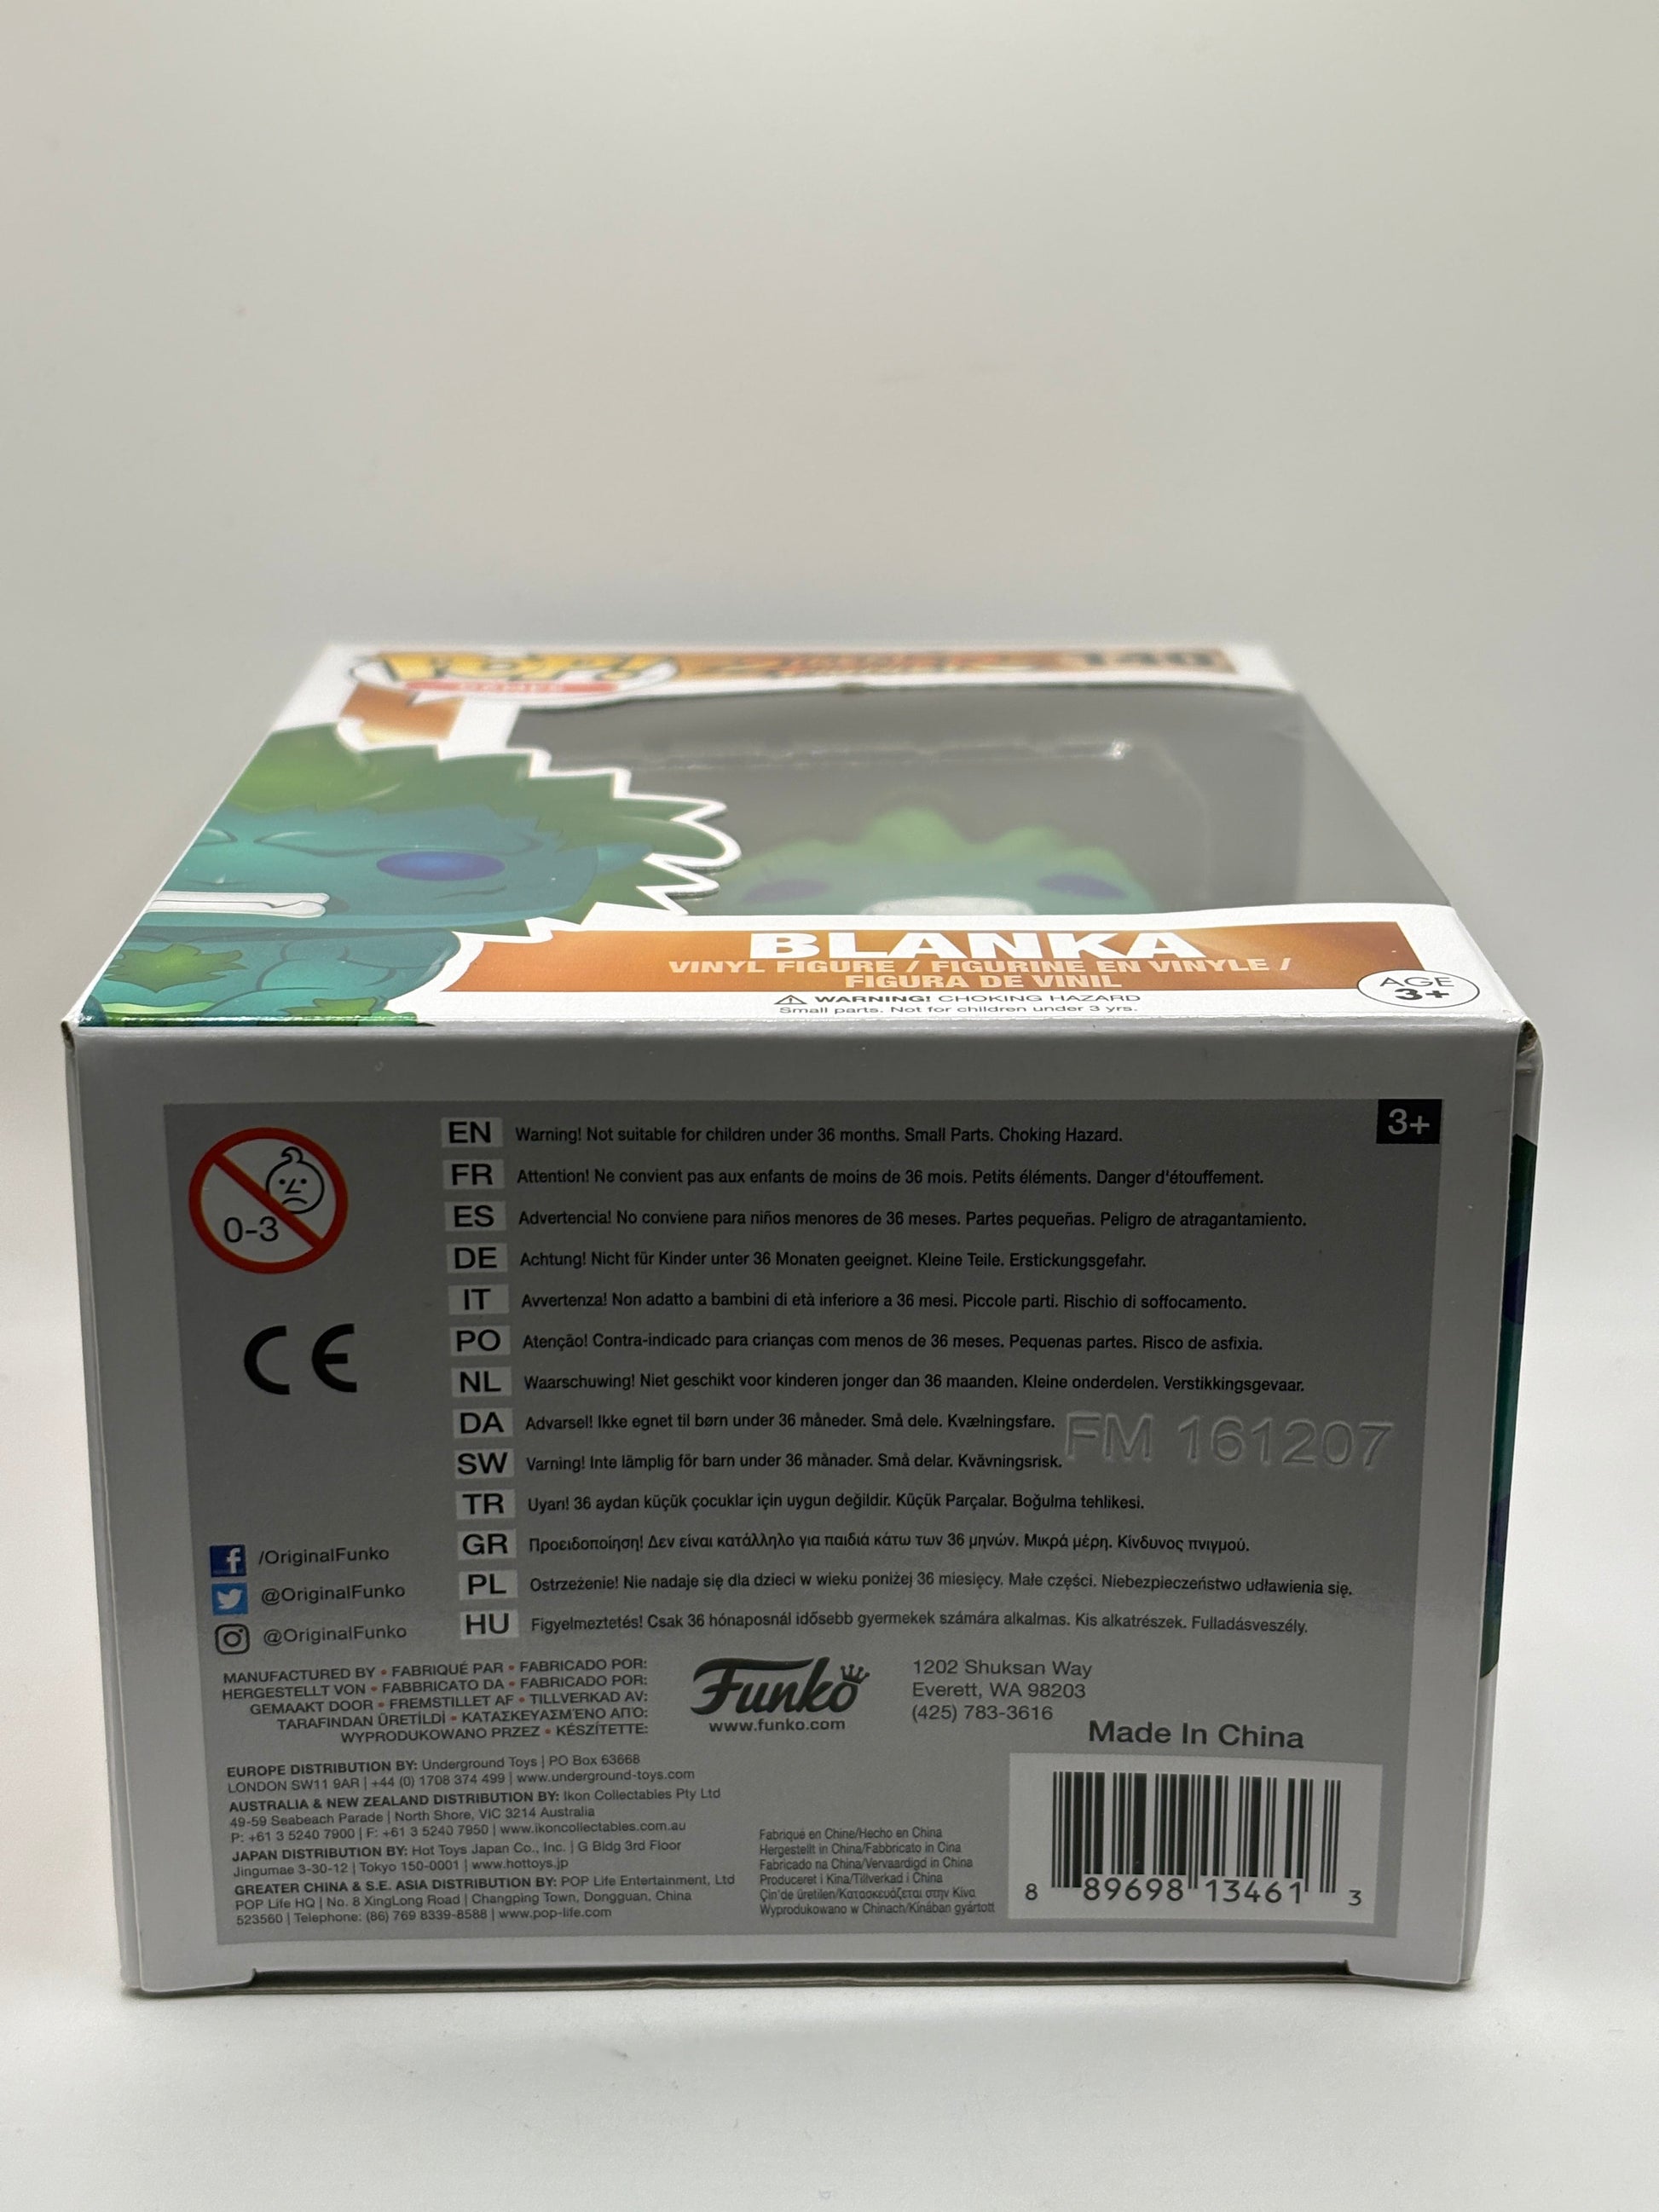 POP!
GAMES
140
BLANKA
VINYL FIGURE / FIGURINE EN VINYLE /
FIGURA DE VINIL
WARNING! CHOKING HAZARD
Small parts. Not for children under 3 yrs.
AGE
3+
3+
0-3
CE
EN Warning! Not suitable for children under 36 months. Small Parts. Choking Hazard.
FR Attention! Ne convient pas aux enfants de moins de 36 mois. Petits éléments. Danger d'étouffement.
ES Advertencia! No conviene para niños menores de 36 meses. Partes pequeñas. Peligro de atragantamiento.
DE Achtung! Nicht für Kinder unter 36 Monaten geeignet. Kleine Teile. Erstickungsgefahr.
IT Avvertenza! Non adatto a bambini di età inferiore a 36 mesi. Piccole parti. Rischio di soffocamento.
PO Atenção! Contra-indicado para crianças com menos de 36 meses. Pequenas partes. Risco de asfixia.
NL Waarschuwing! Niet geschikt voor kinderen jonger dan 36 maanden. Kleine onderdelen. Verstikkingsgevaar.
DA Advarsel! Ikke egnet til børn under 36 måneder. Små dele. Kvælningsfare.
FM 161207
SW Varning! Inte lämplig för barn under 36 månader. Små delar. Kvävningsrisk.
TR Uyarı! 36 aydan küçük çocuklar için uygun değildir. Küçük Parçalar. Boğulma tehlikesi.
GR Προειδοποίηση! Δεν είναι κατάλληλο για παιδιά κάτω των 36 μηνών. Μικρά μέρη. Κίνδυνος πνιγμού.
PL Ostrzeżenie! Nie nadaje się dla dzieci w wieku poniżej 36 miesięcy. Małe części. Niebezpieczeństwo udławienia się.
HU Figyelmeztetés! Csak 36 hónaposnál idősebb gyermekek számára alkalmas. Kis alkatrészek. Fulladásveszély.
/OriginalFunko
@OriginalFunko
@OriginalFunko
MANUFACTURED BY • FABRIQUÉ PAR • FABRICADO POR:
HERGESTELLT VON • FABBRICATO DA • FABRICADO POR:
GEMAAKT DOOR • FREMSTILLET AF • TILLVERKAD AV:
TARAFINDAN ÜRETİLDİ • ΚΑΤΑΣΚΕΥΑΣΜΈΝΟ ΑΠΌ:
WYPRODUKOWANO PRZEZ • KÉSZÍTETTE:
Funko
www.funko.com
1202 Shuksan Way
Everett, WA 98203
(425) 783-3616
Made In China
EUROPE DISTRIBUTION BY: Underground Toys | PO Box 63668
LONDON SW11 9AR | +44 (0) 1708 374 499 | www.underground-toys.com
AUSTRALIA & NEW ZEALAND DISTRIBUTION BY: Ikon Collectables Pty Ltd
49-59 Seabeach Parade | North Shore, VIC 3214 Australia
P: +61 3 5240 7900 | F: +61 3 5240 7950 | www.ikoncollectables.com.au
JAPAN DISTRIBUTION BY: Hot Toys Japan Co., Inc. | G Bldg 3rd Floor
Jingumae 3-30-12 | Tokyo 150-0001 | www.hottoys.jp
GREATER CHINA & S.E. ASIA DISTRIBUTION BY: POP Life Entertainment, Ltd
POP Life HQ | No. 8 XingLong Road | Changping Town, Dongguan, China
523560 | Telephone: (86) 769 8339-8588 | www.pop-life.com
Fabriqué en Chine/Hecho en China
Hergestellt in China/Fabbricato in Cina
Fabricado na China/Vervaardigd in China
Produceret i Kina/Tillverkad i China
Çin'de üretilen/Κατασκευάζεται στην Κίνα
Wyprodukowano w Chinach/Kínában gyártott
8 89698 13461 3